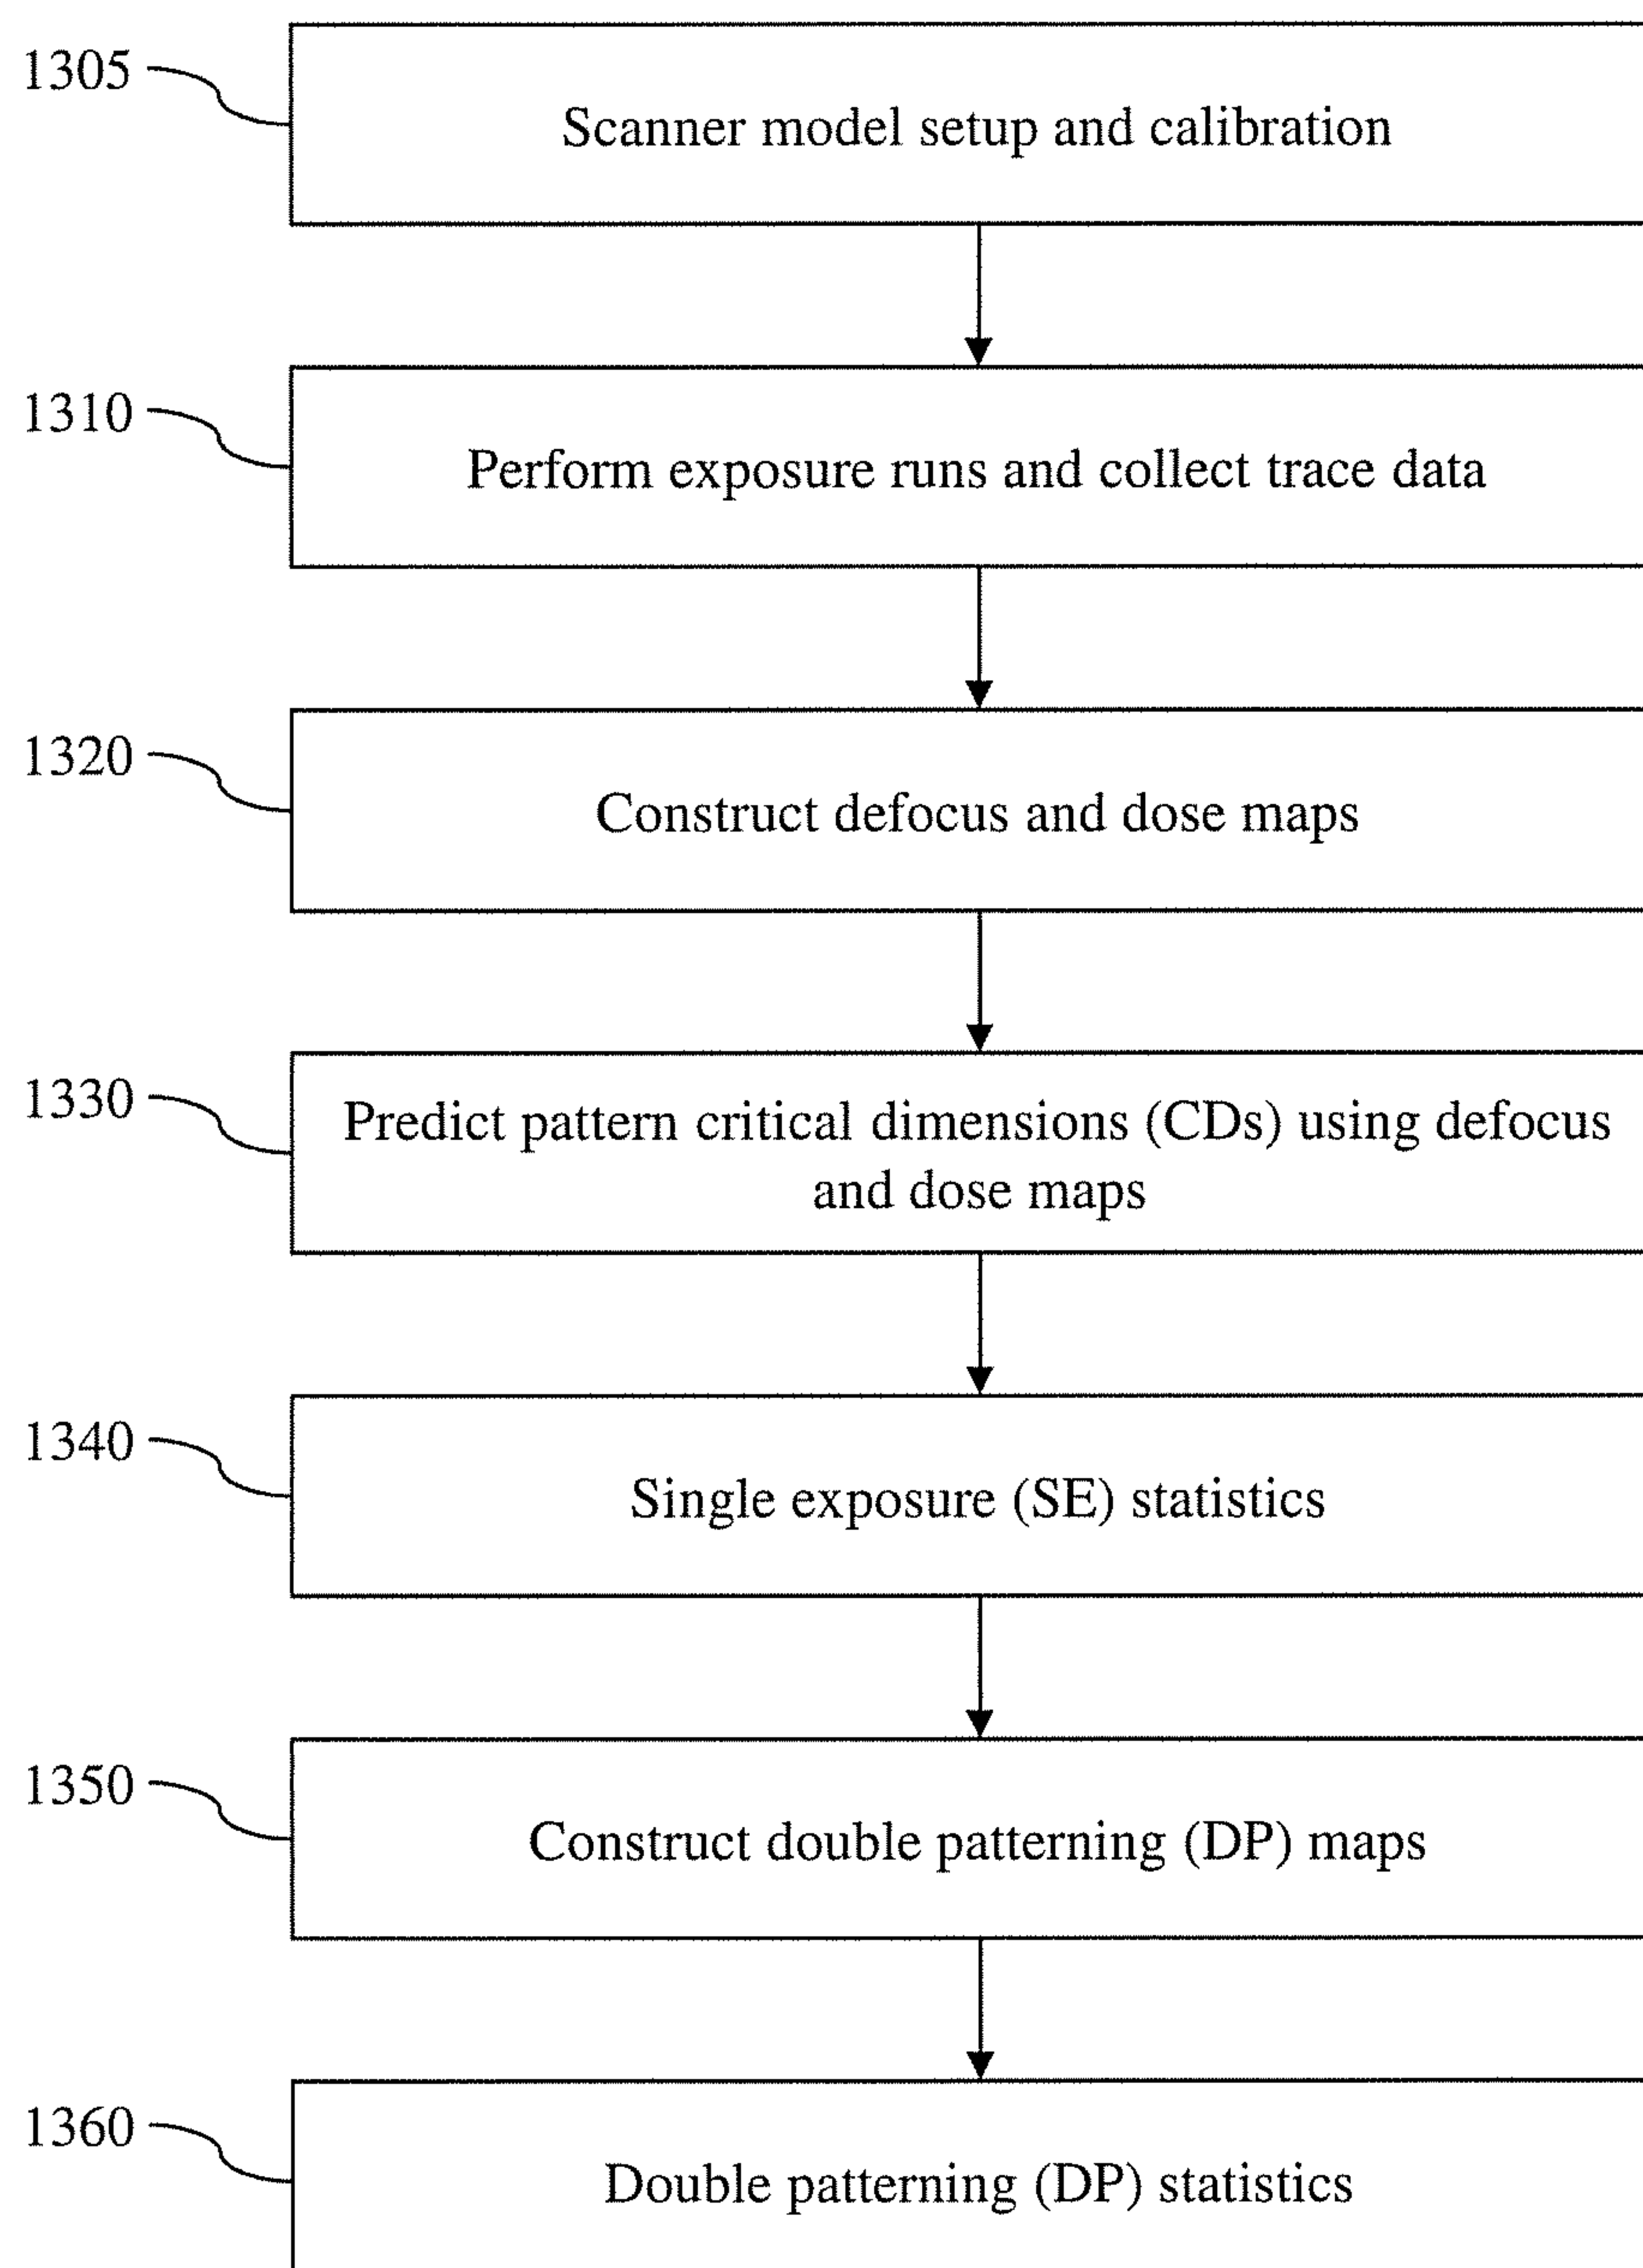 1305
Scanner model setup and calibration
1310
Perform exposure runs and collect trace data
1320
Construct defocus and dose maps
1330
Predict pattern critical dimensions (CDs) using defocus
and dose maps
1340
Single exposure (SE) statistics
1350
Construct double patterning (DP) maps
1360
Double patterning (DP) statistics